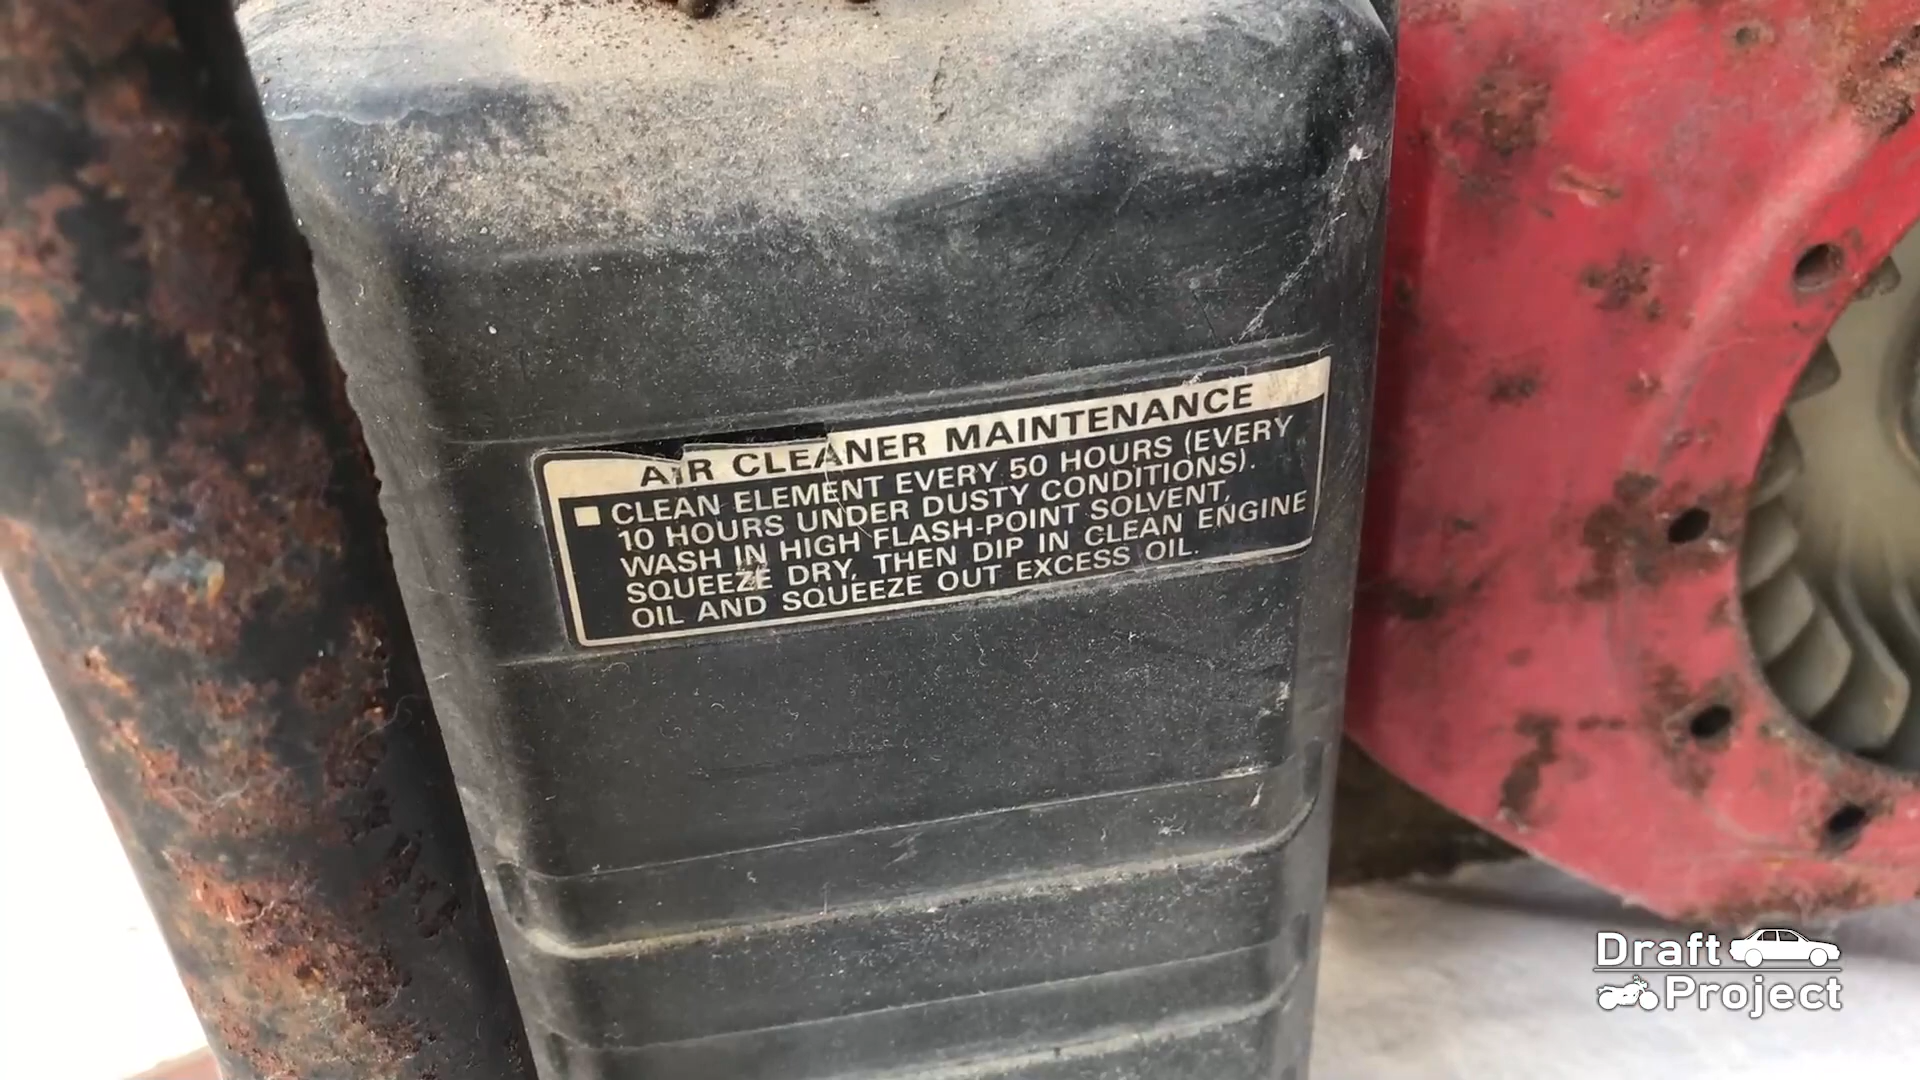 AIR CLEANER MAINTENANCE
■ CLEAN ELEMENT EVERY 50 HOURS (EVERY
10 HOURS UNDER DUSTY CONDITIONS).
WASH IN HIGH FLASH-POINT SOLVENT,
SQUEEZE DRY, THEN DIP IN CLEAN ENGINE
OIL AND SQUEEZE OUT EXCESS OIL.
Draft
Project